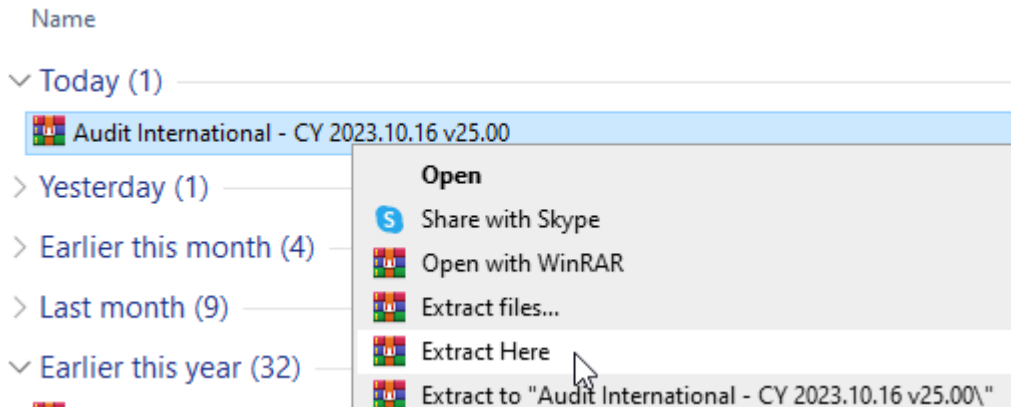 Name
Today (1)
Audit International - CY 2023.10.16 v25.00
Yesterday (1)
Earlier this month (4)
Last month (9)
Earlier this year (32)
Open
Share with Skype
Open with WinRAR
Extract files...
Extract Here
Extract to "Audit International - CY 2023.10.16 v25.00\"